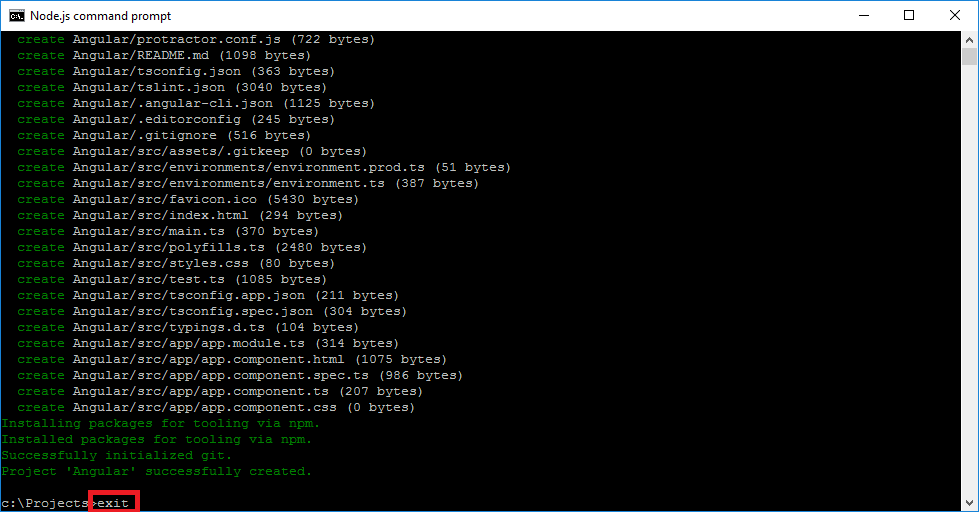 Node.js command prompt
create Angular/protractor.conf.js (722 bytes)
create Angular/README.md (1098 bytes)
create Angular/tsconfig.json (363 bytes)
create Angular/tslint.json (3040 bytes)
create Angular/.angular-cli.json (1125 bytes)
create Angular/.editorconfig (245 bytes)
create Angular/.gitignore (516 bytes)
create Angular/src/assets/.gitkeep (0 bytes)
create Angular/src/environments/environment.prod.ts (51 bytes)
create Angular/src/environments/environment.ts (387 bytes)
create Angular/src/favicon.ico (5430 bytes)
create Angular/src/index.html (294 bytes)
create Angular/src/main.ts (370 bytes)
create Angular/src/polyfills.ts (2480 bytes)
create Angular/src/styles.css (80 bytes)
create Angular/src/test.ts (1085 bytes)
create Angular/src/tsconfig.app.json (211 bytes)
create Angular/src/tsconfig.spec.json (304 bytes)
create Angular/src/typings.d.ts (104 bytes)
create Angular/src/app/app.module.ts (314 bytes)
create Angular/src/app/app.component.html (1075 bytes)
create Angular/src/app/app.component.spec.ts (986 bytes)
create Angular/src/app/app.component.ts (207 bytes)
create Angular/src/app/app.component.css (0 bytes)
Installing packages for tooling via npm.
Installed packages for tooling via npm.
Successfully initialized git.
Project 'Angular' successfully created.
c:\Projects>exit